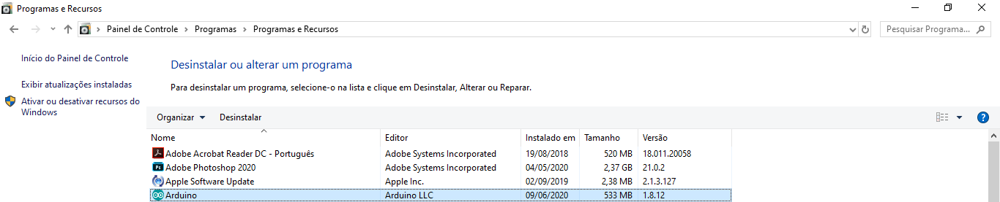 Programas e Recursos
Painel de Controle Programas Programas e Recursos
Pesquisar Programa...
Início do Painel de Controle
Exibir atualizações instaladas
Ativar ou desativar recursos do
Windows
Desinstalar ou alterar um programa
Para desinstalar um programa, selecione-o na lista e clique em Desinstalar, Alterar ou Reparar.
Organizar Desinstalar
Nome Editor Instalado em Tamanho Versão
Adobe Acrobat Reader DC - Português Adobe Systems Incorporated 19/08/2018 520 MB 18.011.20058
Ps Adobe Photoshop 2020 Adobe Systems Incorporated 04/05/2020 2,37 GB 21.0.2
Apple Software Update Apple Inc. 02/09/2019 2,38 MB 2.1.3.127
Arduino Arduino LLC 09/06/2020 533 MB 1.8.12